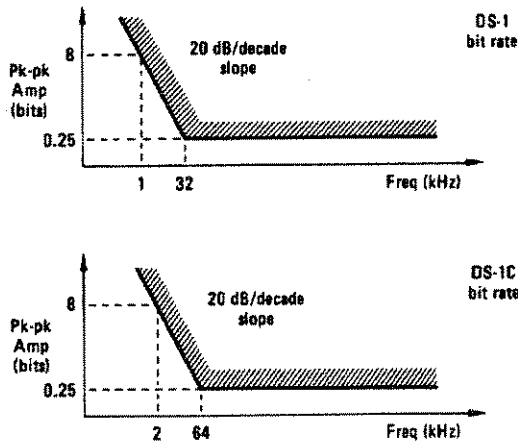 DS-1
bit rate
20 dB/decade
slope
8
Pk-pk
Amp
(bits)
0.25
1 32 Freq (kHz)
DS-1C
bit rate
20 dB/decade
slope
8
Pk-pk
Amp
(bits)
0.25
2 64 Freq (kHz)